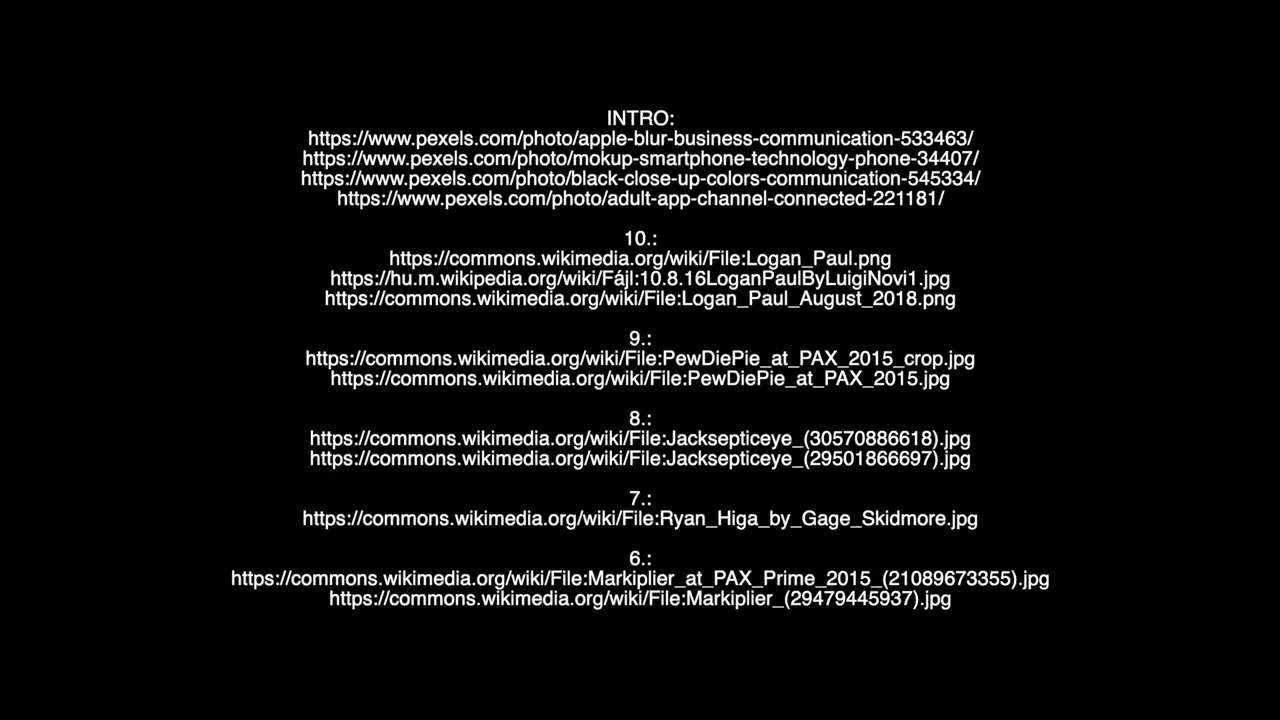 INTRO:
https://www.pexels.com/photo/apple-blur-business-communication-533463/
https://www.pexels.com/photo/mokup-smartphone-technology-phone-34407/
https://www.pexels.com/photo/black-close-up-colors-communication-545334/
https://www.pexels.com/photo/adult-app-channel-connected-221181/
10.:
https://commons.wikimedia.org/wiki/File:Logan_Paul.png
https://hu.m.wikipedia.org/wiki/Fájl:10.8.16LoganPaulByLuigiNovi1.jpg
https://commons.wikimedia.org/wiki/File:Logan_Paul_August_2018.png
9.:
https://commons.wikimedia.org/wiki/File:PewDiePie_at_PAX_2015_crop.jpg
https://commons.wikimedia.org/wiki/File:PewDiePie_at_PAX_2015.jpg
8.:
https://commons.wikimedia.org/wiki/File:Jacksepticeye_(30570886618).jpg
https://commons.wikimedia.org/wiki/File:Jacksepticeye_(29501866697).jpg
7.:
https://commons.wikimedia.org/wiki/File:Ryan_Higa_by_Gage_Skidmore.jpg
6.:
https://commons.wikimedia.org/wiki/File:Markiplier_at_PAX_Prime_2015_(21089673355).jpg
https://commons.wikimedia.org/wiki/File:Markiplier_(29479445937).jpg